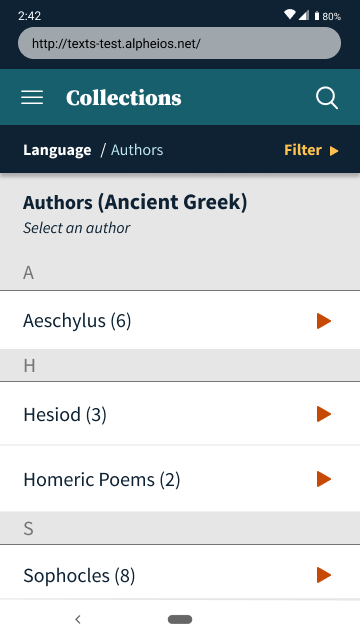 2:42
80%
http://texts-test.alpheios.net/
Collections
Language / Authors
Filter
Authors (Ancient Greek)
Select an author
A
Aeschylus (6)
H
Hesiod (3)
Homeric Poems (2)
S
Sophocles (8)